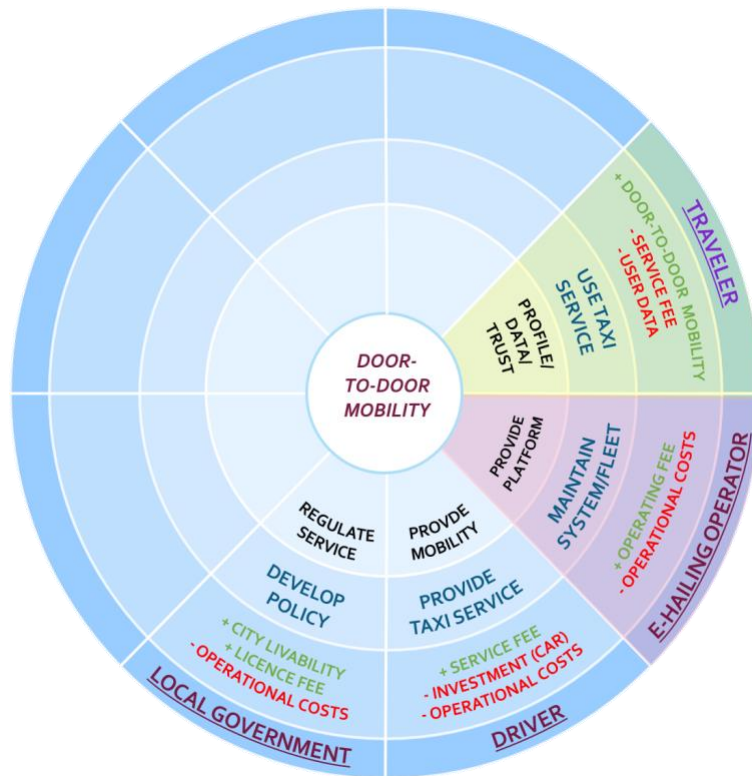 DOOR-
TO-DOOR
MOBILITY
TRAVELER
+ DOOR-TO-DOOR MOBILITY
- SERVICE FEE
- USER DATA
USE TAXI
SERVICE
PROFILE/
DATA/
TRUST
E-HAILING OPERATOR
+ OPERATING FEE
- OPERATIONAL COSTS
MAINTAIN
SYSTEM/FLEET
PROVIDE
PLATFORM
PROVDE
MOBILITY
PROVIDE
TAXI SERVICE
+ SERVICE FEE
- INVESTMENT (CAR)
- OPERATIONAL COSTS
DRIVER
REGULATE
SERVICE
DEVELOP
POLICY
+ CITY LIVABILITY
+ LICENCE FEE
- OPERATIONAL COSTS
LOCAL GOVERNMENT